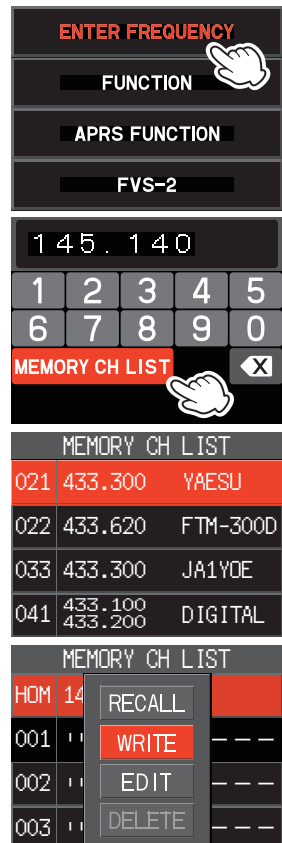 ENTER FREQUENCY
FUNCTION
APRS FUNCTION
FVS-2
145.140
1 2 3 4 5
6 7 8 9 0
MEMORY CH LIST
MEMORY CH LIST
021 433.300 YAESU
022 433.620 FTM-300D
033 433.300 JA1YOE
041 433.100 433.200 DIGITAL
MEMORY CH LIST
HOM 14
RECALL
001
WRITE
---
002
EDIT
---
003
DELETE
---